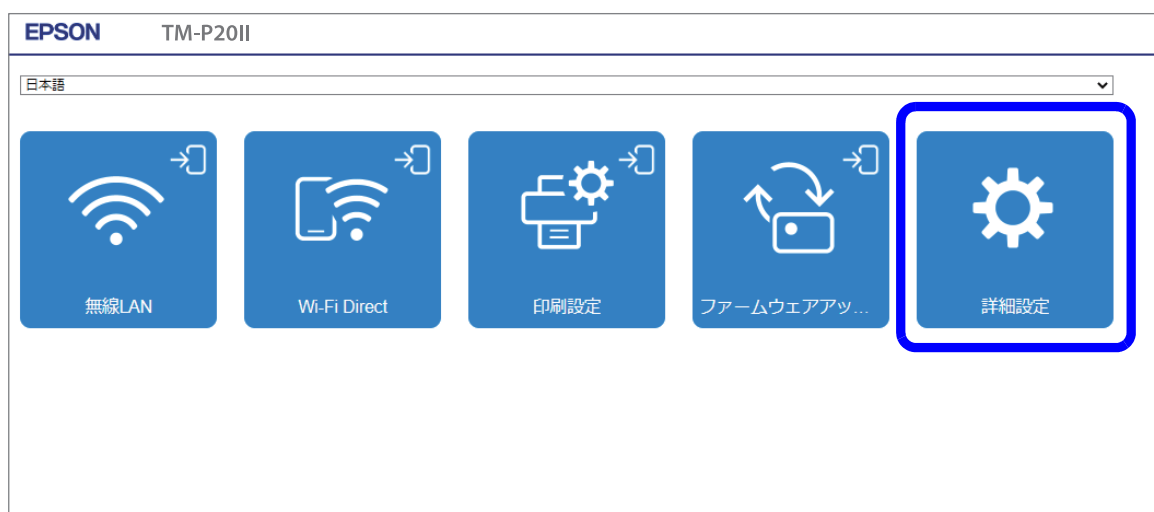 EPSON TM-P20II
日本語
無線LAN
Wi-Fi Direct
印刷設定
ファームウェアアッ...
詳細設定